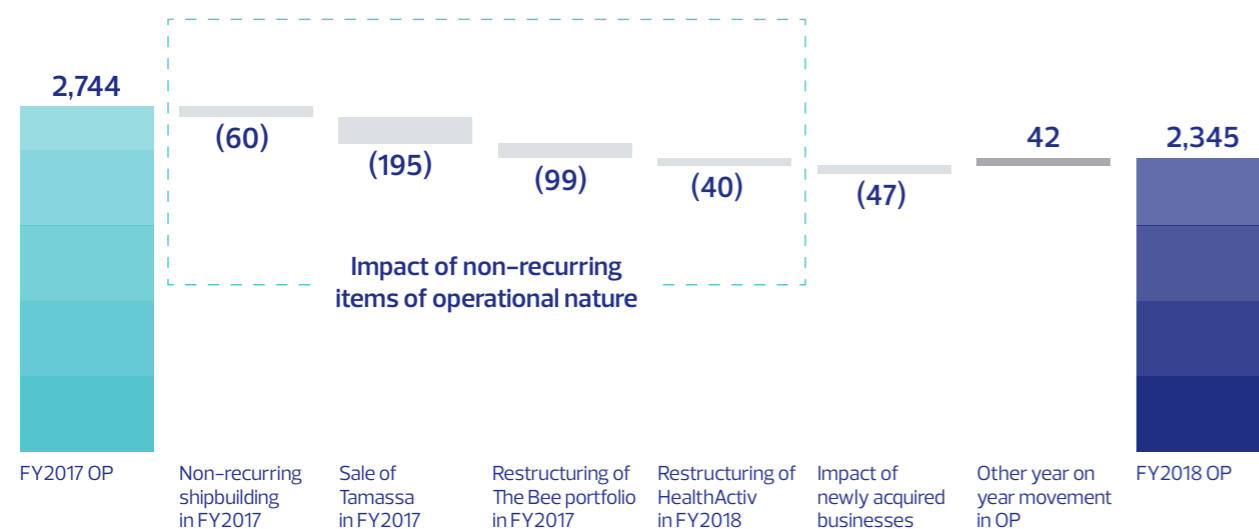 2,744
(60)
(195)
(99)
(40)
(47)
42
2,345
Impact of non-recurring
items of operational nature
FY2017 OP
Non-recurring
shipbuilding
in FY2017
Sale of
Tamassa
in FY2017
Restructuring of
The Bee portfolio
in FY2017
Restructuring of
HealthActiv
in FY2018
Impact of
newly acquired
businesses
Other year on
year movement
in OP
FY2018 OP